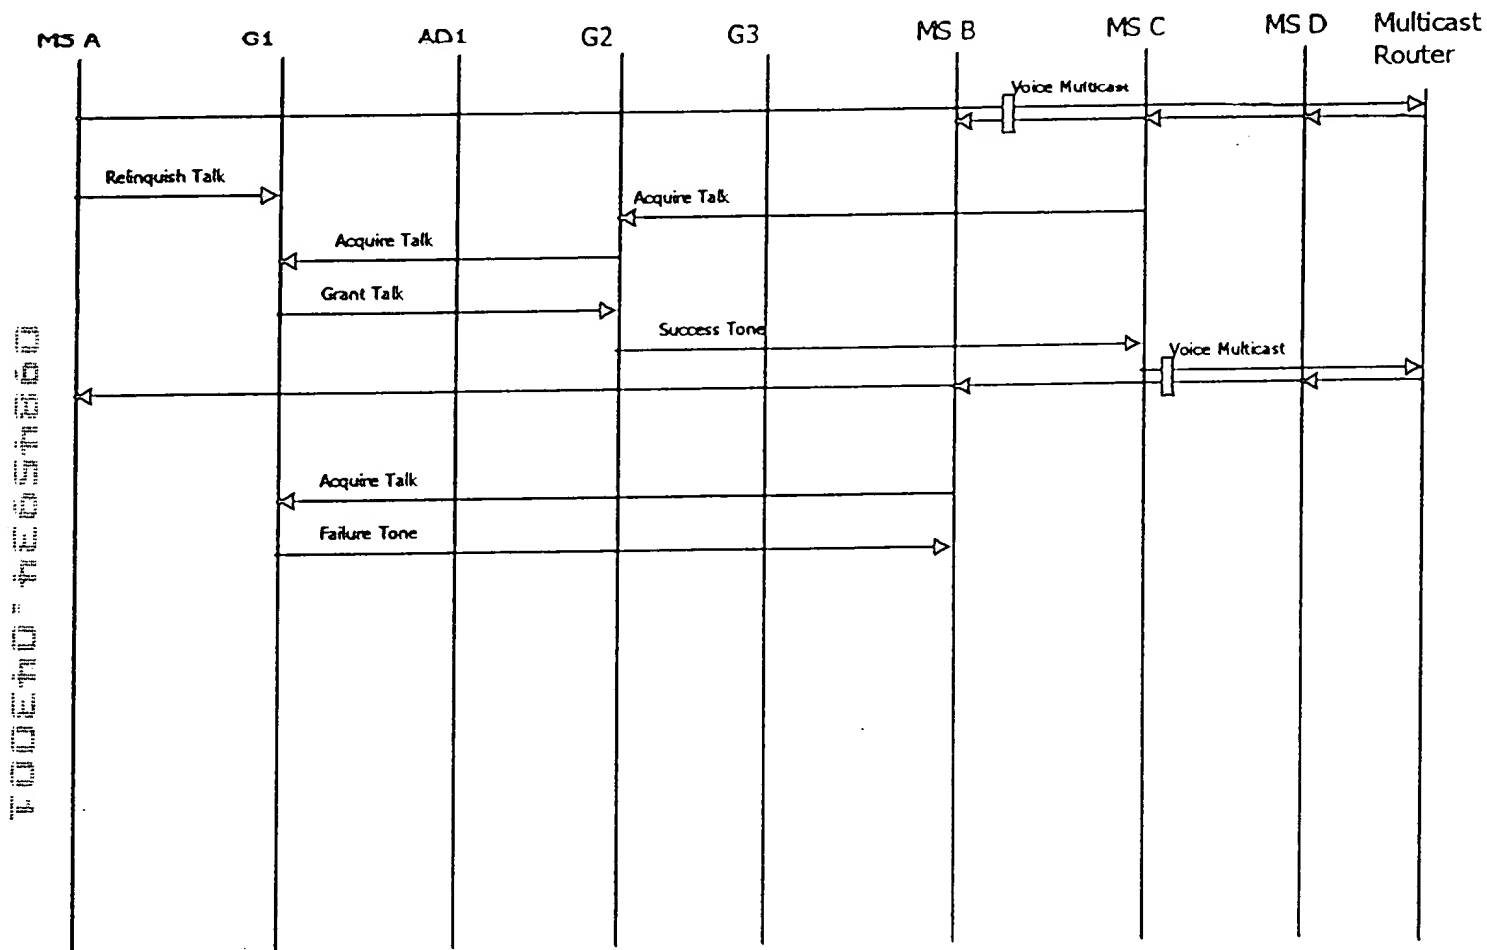 MS A
G1
AD1
G2
G3
MS B
MS C
MS D
Multicast
Router
Voice Multicast
Relinquish Talk
Acquire Talk
Acquire Talk
Grant Talk
Success Tone
Voice Multicast
Acquire Talk
Failure Tone